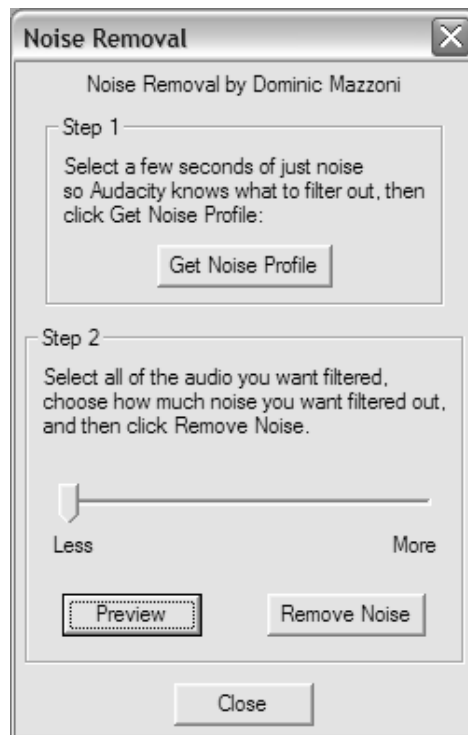 Noise Removal
Noise Removal by Dominic Mazzoni
Step 1
Select a few seconds of just noise
so Audacity knows what to filter out, then
click Get Noise Profile:
Get Noise Profile
Step 2
Select all of the audio you want filtered,
choose how much noise you want filtered out,
and then click Remove Noise.
Less More
Preview Remove Noise
Close